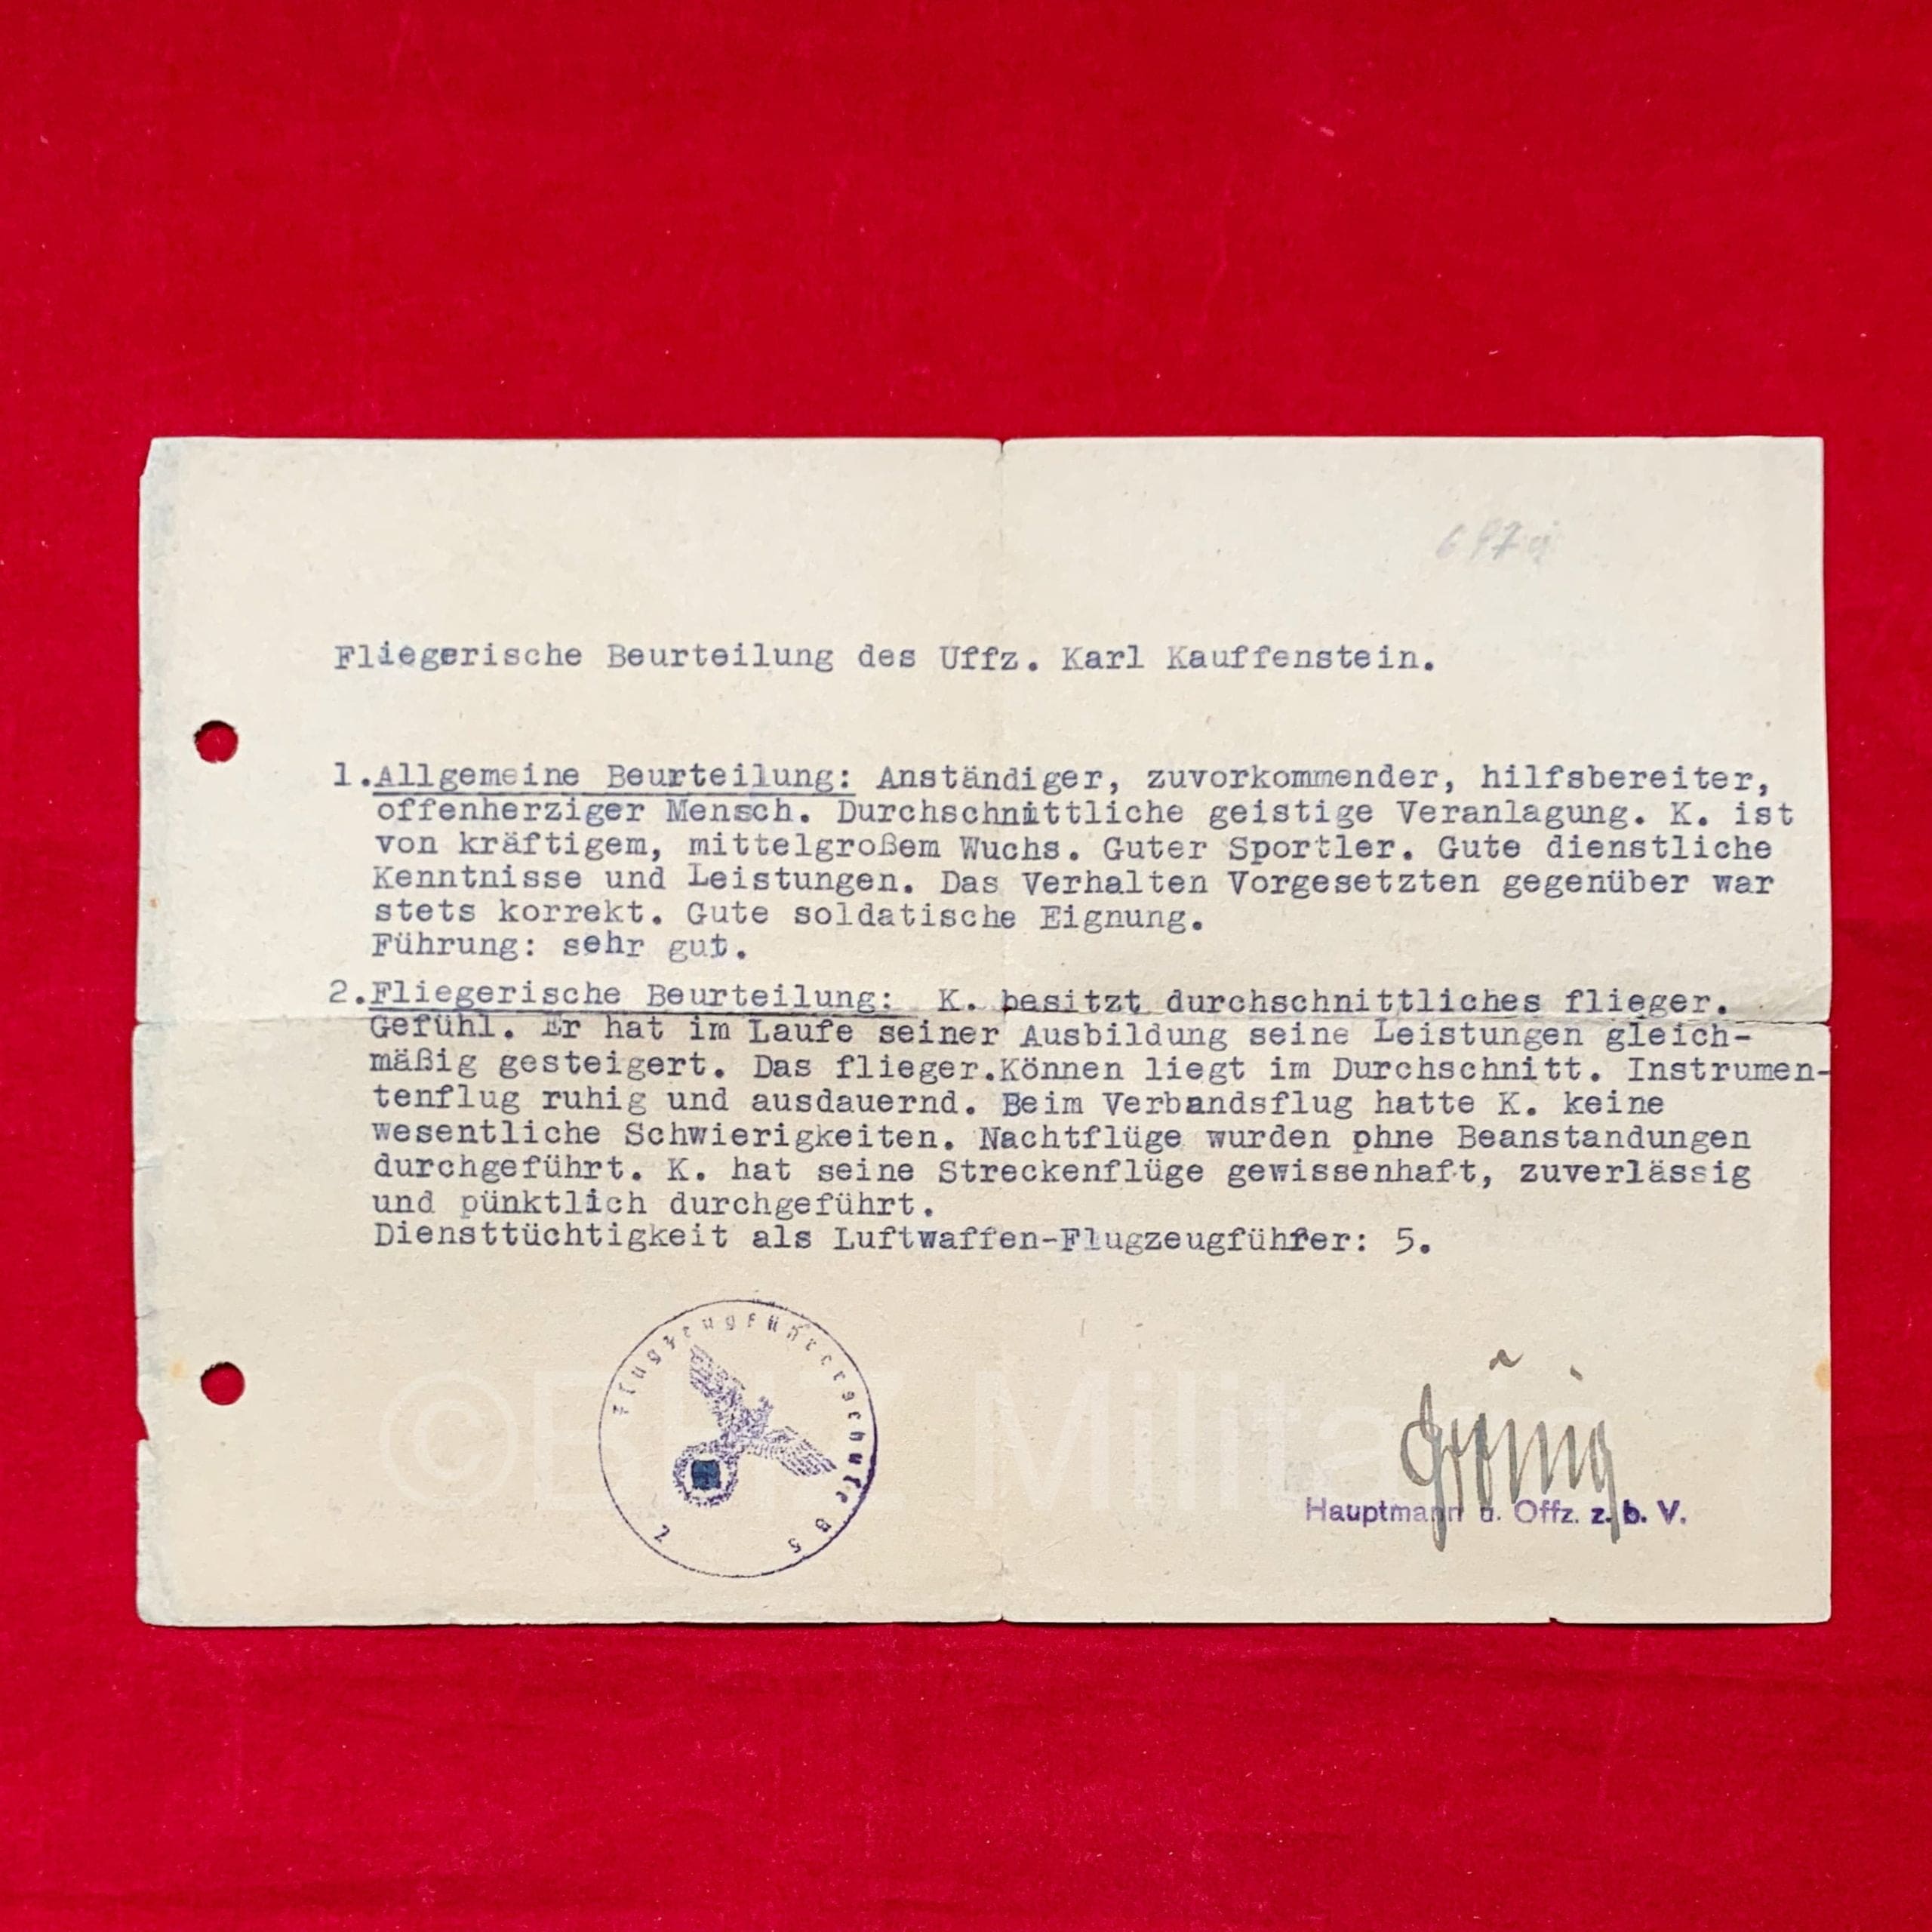 Fliegerische Beurteilung des Uffz. Karl Kauffenstein.
1.Allgemeine Beurteilung: Anständiger, zuvorkommender, hilfsbereiter,
offenherziger Mensch. Durchschnittliche geistige Veranlagung. K. ist
von kräftigem, mittelgroßem Wuchs. Guter Sportler. Gute dienstliche
Kenntnisse und Leistungen. Das Verhalten Vorgesetzten gegenüber war
stets korrekt. Gute soldatische Eignung.
Führung: sehr gut.
2.Fliegerische Beurteilung: K. besitzt durchschnittliches flieger.
Gefühl. Er hat im Laufe seiner Ausbildung seine Leistungen gleich-
mäßig gesteigert. Das flieger.Können liegt im Durchschnitt. Instrumen-
tenflug ruhig und ausdauernd. Beim Verbandsflug hatte K. keine
wesentliche Schwierigkeiten. Nachtflüge wurden ohne Beanstandungen
durchgeführt. K. hat seine Streckenflüge gewissenhaft, zuverlässig
und pünktlich durchgeführt.
Diensttüchtigkeit als Luftwaffen-Flugzeugführer: 5.
Flugzeugführerschule B 5
2
Hauptmann u. Offz. z. b. V.